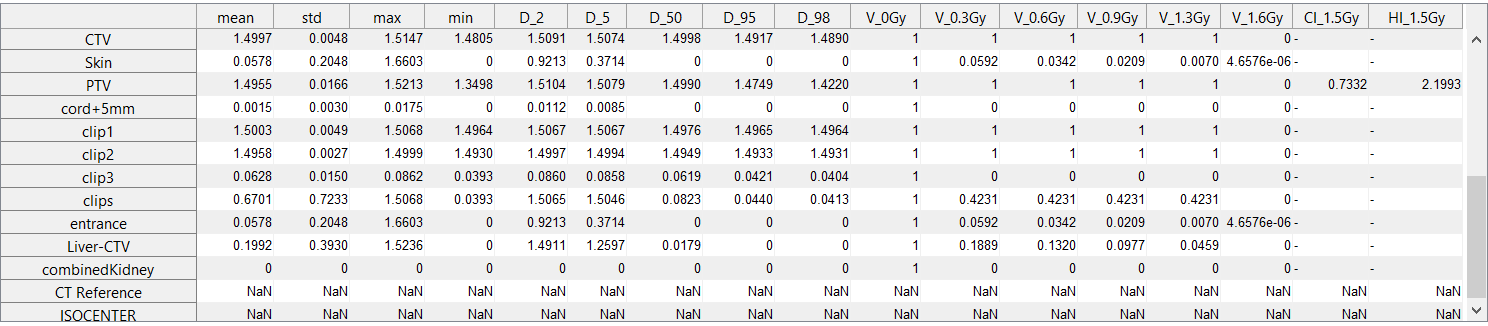 mean std max min D_2 D_5 D_50 D_95 D_98 V_0Gy V_0.3Gy V_0.6Gy V_0.9Gy V_1.3Gy V_1.6Gy CI_1.5Gy HI_1.5Gy
CTV 1.4997 0.0048 1.5147 1.4805 1.5091 1.5074 1.4998 1.4917 1.4890 1 1 1 1 1 0 - -
Skin 0.0578 0.2048 1.6603 0 0.9213 0.3714 0 0 0 1 0.0592 0.0342 0.0209 0.0070 4.6576e-06 - -
PTV 1.4955 0.0166 1.5213 1.3498 1.5104 1.5079 1.4990 1.4749 1.4220 1 1 1 1 1 0 0.7332 2.1993
cord+5mm 0.0015 0.0030 0.0175 0 0.0112 0.0085 0 0 0 1 0 0 0 0 0 - -
clip1 1.5003 0.0049 1.5068 1.4964 1.5067 1.5067 1.4976 1.4965 1.4964 1 1 1 1 1 0 - -
clip2 1.4958 0.0027 1.4999 1.4930 1.4997 1.4994 1.4949 1.4933 1.4931 1 1 1 1 1 0 - -
clip3 0.0628 0.0150 0.0862 0.0393 0.0860 0.0858 0.0619 0.0421 0.0404 1 0 0 0 0 0 - -
clips 0.6701 0.7233 1.5068 0.0393 1.5065 1.5046 0.0823 0.0440 0.0413 1 0.4231 0.4231 0.4231 0.4231 0 - -
entrance 0.0578 0.2048 1.6603 0 0.9213 0.3714 0 0 0 1 0.0592 0.0342 0.0209 0.0070 4.6576e-06 - -
Liver-CTV 0.1992 0.3930 1.5236 0 1.4911 1.2597 0.0179 0 0 1 0.1889 0.1320 0.0977 0.0459 0 - -
combinedKidney 0 0 0 0 0 0 0 0 0 1 0 0 0 0 0 - -
CT Reference NaN NaN NaN NaN NaN NaN NaN NaN NaN NaN NaN NaN NaN NaN NaN NaN NaN
ISOCENTER NaN NaN NaN NaN NaN NaN NaN NaN NaN NaN NaN NaN NaN NaN NaN NaN NaN